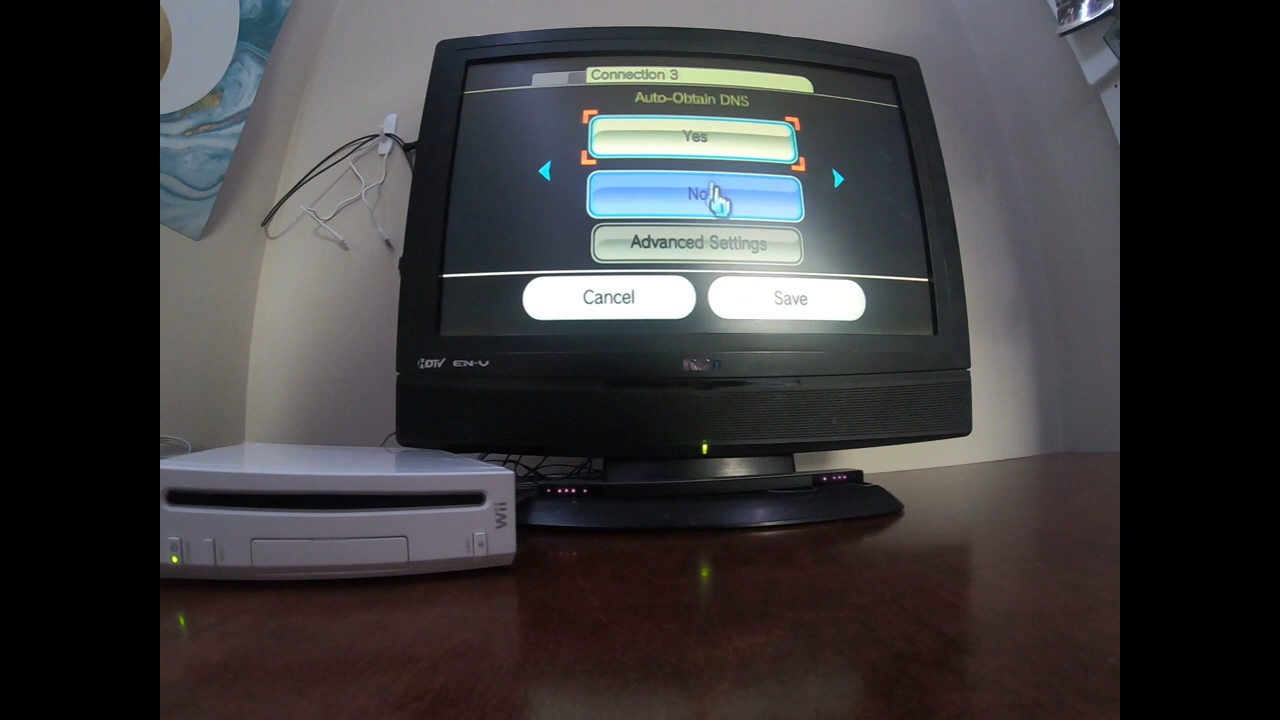 Connection 3
Auto-Obtain DNS
Yes
No
Advanced Settings
Cancel
Save
HDTV EN-V
Wii